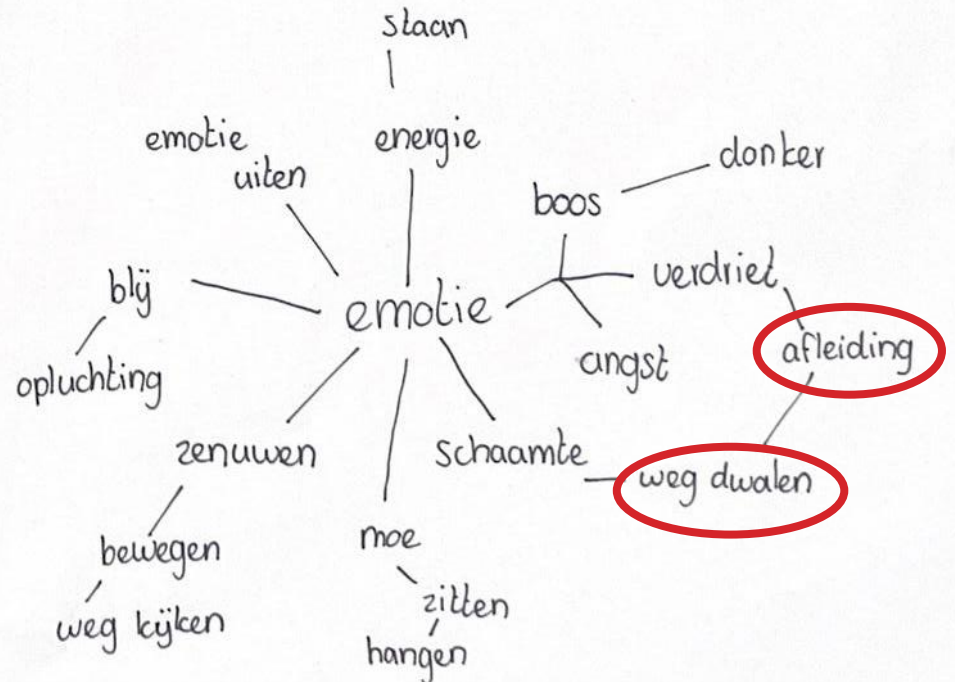 staan
energie
emotie
uiten
donker
boos
verdriet
blij
emotie
afleiding
angst
opluchting
zenuwen
schaamte
weg dwalen
bewegen
moe
zitten
weg kijken
hangen